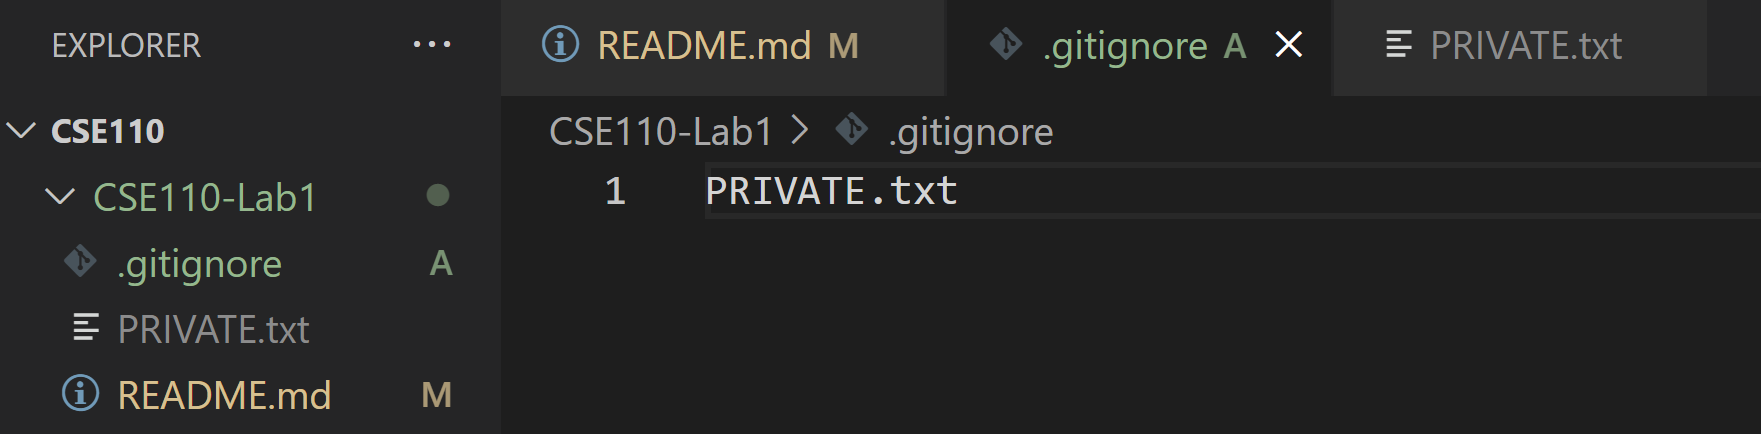 EXPLORER ...
CSE110
CSE110-Lab1
.gitignore A
PRIVATE.txt
README.md M
README.md M .gitignore A PRIVATE.txt
CSE110-Lab1 > .gitignore
1 PRIVATE.txt